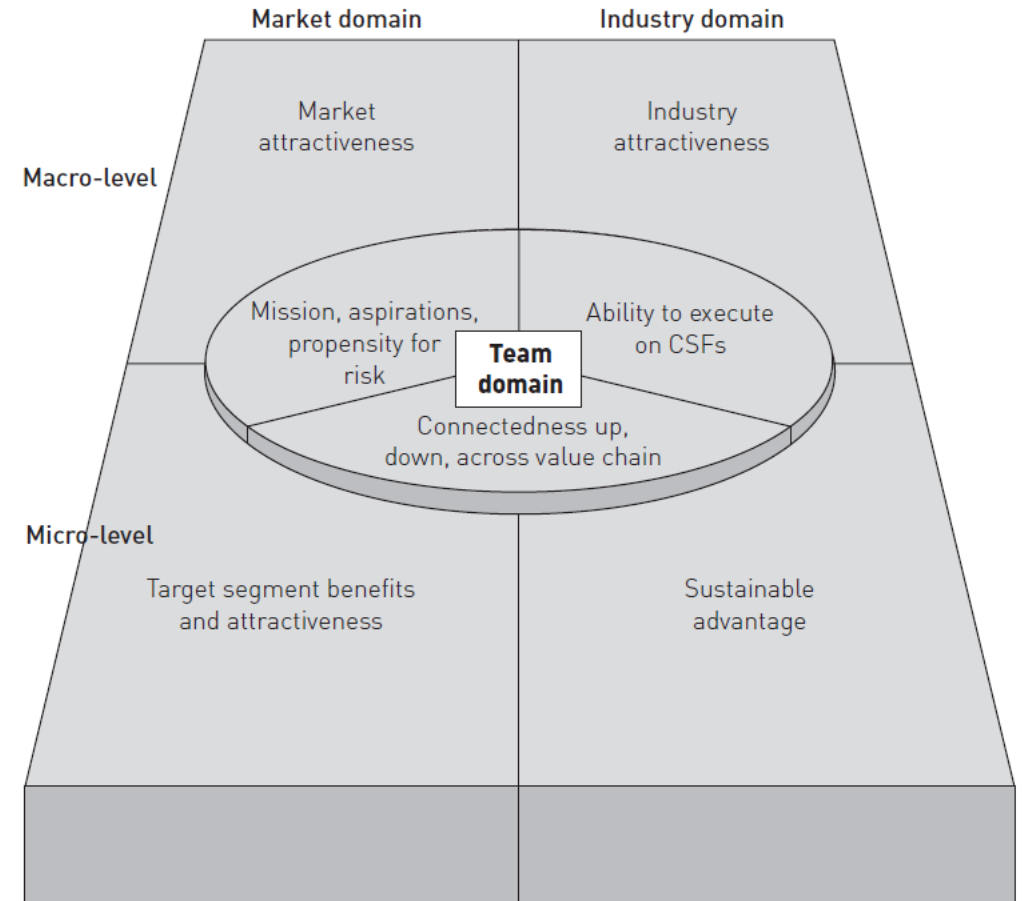 Market domain
Industry domain
Market
attractiveness
Industry
attractiveness
Macro-level
Mission, aspirations,
propensity for
risk
Ability to execute
on CSFs
Team
domain
Connectedness up,
down, across value chain
Micro-level
Target segment benefits
and attractiveness
Sustainable
advantage